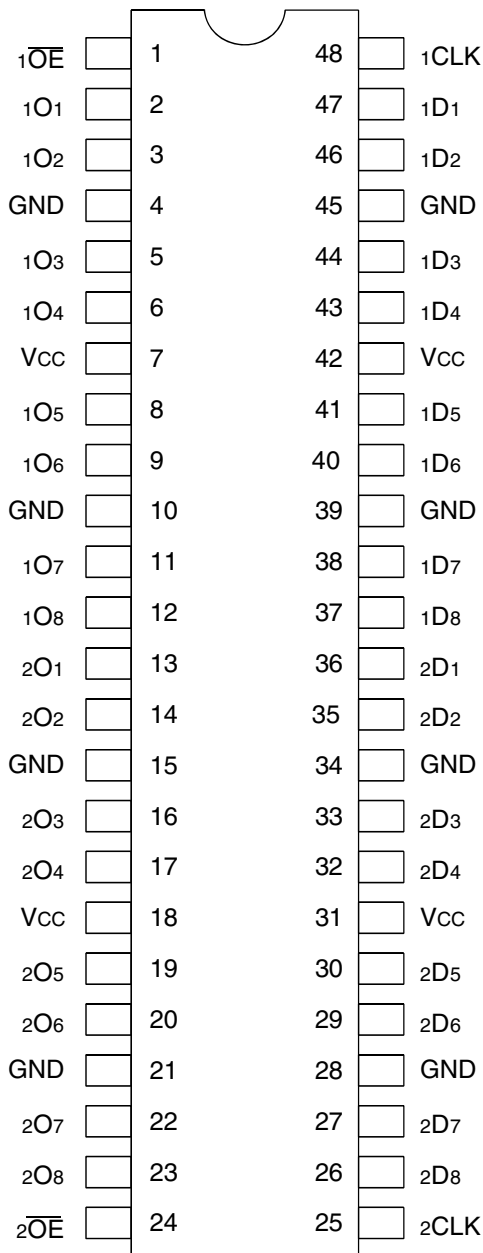 1O̅E̅ 1 48 1CLK
1O1 2 47 1D1
1O2 3 46 1D2
GND 4 45 GND
1O3 5 44 1D3
1O4 6 43 1D4
VCC 7 42 VCC
1O5 8 41 1D5
1O6 9 40 1D6
GND 10 39 GND
1O7 11 38 1D7
1O8 12 37 1D8
2O1 13 36 2D1
2O2 14 35 2D2
GND 15 34 GND
2O3 16 33 2D3
2O4 17 32 2D4
VCC 18 31 VCC
2O5 19 30 2D5
2O6 20 29 2D6
GND 21 28 GND
2O7 22 27 2D7
2O8 23 26 2D8
2O̅E̅ 24 25 2CLK